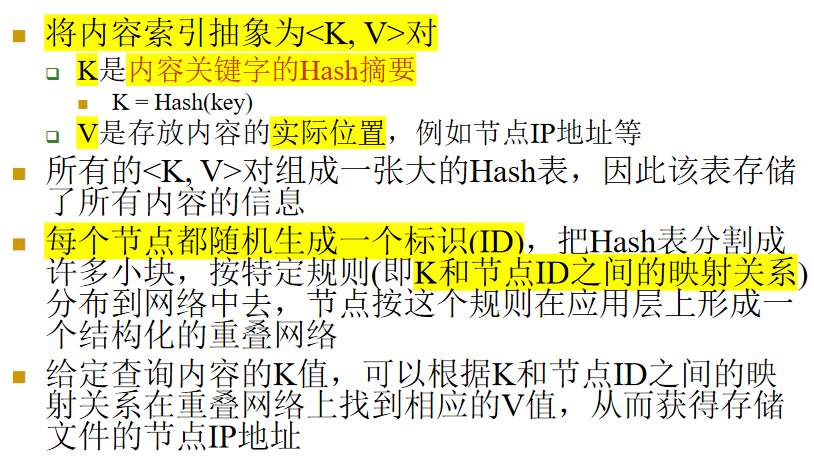 将内容索引抽象为<K, V>对
K是内容关键字的Hash摘要
K = Hash(key)
V是存放内容的实际位置，例如节点IP地址等
所有的<K, V>对组成一张大的Hash表，因此该表存储
了所有内容的信息
每个节点都随机生成一个标识(ID)，把Hash表分割成
许多小块，按特定规则(即K和节点ID之间的映射关系)
分布到网络中去，节点按这个规则在应用层上形成一
个结构化的重叠网络
给定查询内容的K值，可以根据K和节点ID之间的映
射关系在重叠网络上找到相应的V值，从而获得存储
文件的节点IP地址